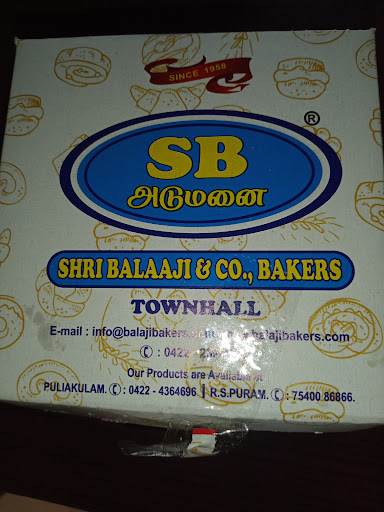 SINCE 1958
®
SB
அடுமனை
SHRI BALAAJI & CO., BAKERS
TOWNHALL
E-mail : info@balajibakers. balajibakers.com
: 0422 -
Our Products are Available at
PULIAKULAM. : 0422 - 4364696 | R.S.PURAM. : 75400 86866.